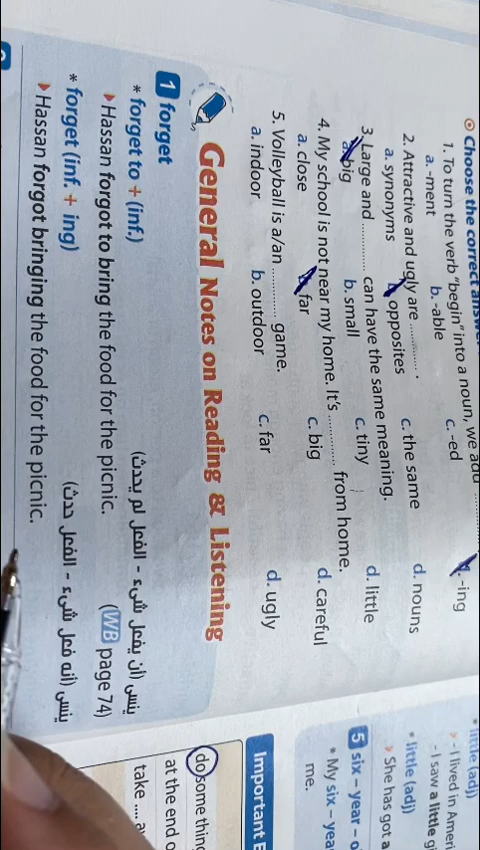 Choose the correct answer
1. To turn the verb "begin" into a noun, we add ............
a. -ment b. -able c. -ed d. -ing
2. Attractive and ugly are ............ .
a. synonyms b. opposites c. the same d. nouns
3. Large and ............ can have the same meaning.
a. big b. small c. tiny d. little
4. My school is not near my home. It's ............ from home.
a. close b. far c. big d. careful
5. Volleyball is a/an ............ game.
a. indoor b. outdoor c. far d. ugly
General Notes on Reading & Listening
1 forget
* forget to + (inf.) ينسى (أن يفعل شيء - الفعل لم يحدث)
Hassan forgot to bring the food for the picnic. (WB page 74)
* forget (inf. + ing) ينسى (أنه فعل شيء - الفعل حدث)
Hassan forgot bringing the food for the picnic.
* little (adj)
- I lived in Ameri
- I saw a little g
* little (adj)
She has got a
5 six - year - o
* My six - yea
me.
Important E
do some thin
at the end o
take .... a